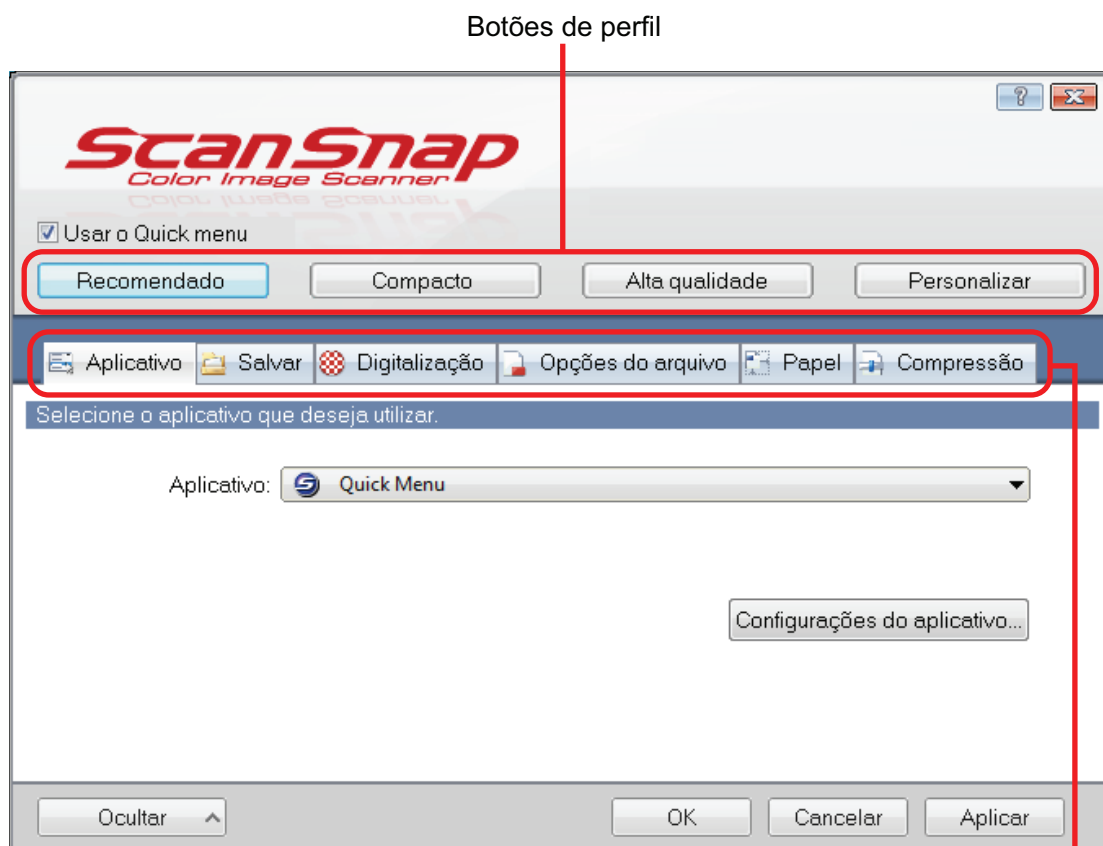 Botões de perfil
ScanSnap
Color Image Scanner
Usar o Quick menu
Recomendado Compacto Alta qualidade Personalizar
Aplicativo Salvar Digitalização Opções do arquivo Papel Compressão
Selecione o aplicativo que deseja utilizar.
Aplicativo: Quick Menu
Configurações do aplicativo...
Ocultar OK Cancelar Aplicar